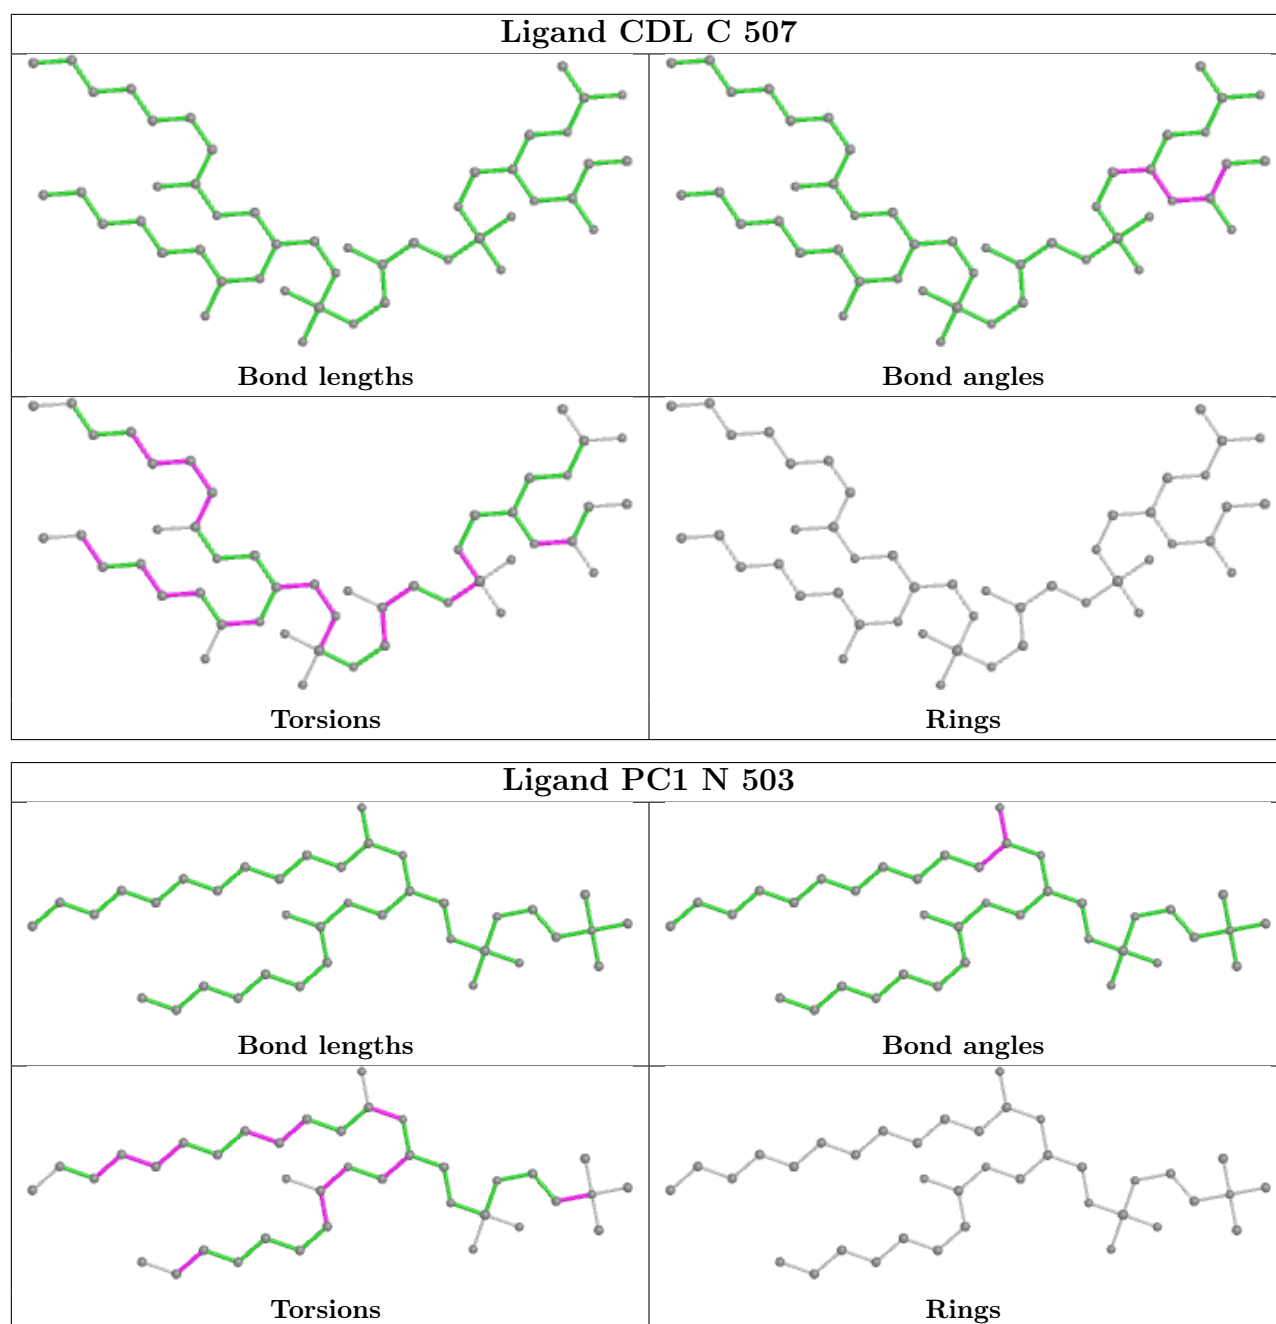 Ligand CDL C 507
Bond lengths
Bond angles
Torsions
Rings
Ligand PC1 N 503
Bond lengths
Bond angles
Torsions
Rings